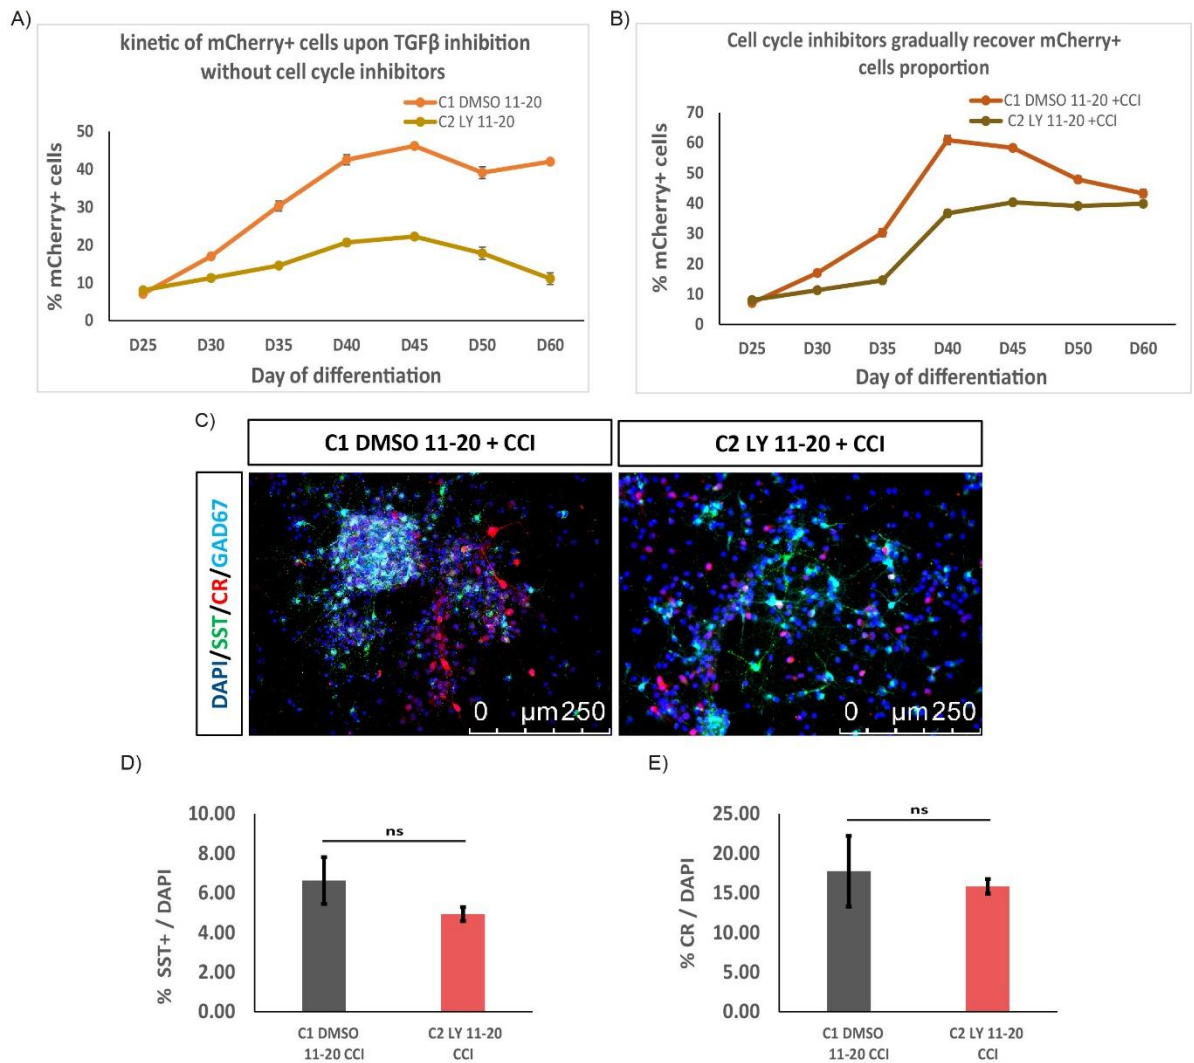 A)
kinetic of mCherry+ cells upon TGFβ inhibition
without cell cycle inhibitors
C1 DMSO 11-20
C2 LY 11-20
% mCherry+ cells
50
40
30
20
10
0
D25 D30 D35 D40 D45 D50 D60
Day of differentiation
B)
Cell cycle inhibitors gradually recover mCherry+
cells proportion
C1 DMSO 11-20 +CCI
C2 LY 11-20 +CCI
% mCherry+ cells
70
60
50
40
30
20
10
0
D25 D30 D35 D40 D45 D50 D60
Day of differentiation
C)
C1 DMSO 11-20 + CCI
C2 LY 11-20 + CCI
DAPI/SST/CR/GAD67
0 µm 250
0 µm 250
D)
% SST+ / DAPI
10.00
8.00
6.00
4.00
2.00
0.00
ns
C1 DMSO
11-20 CCI
C2 LY 11-20
CCI
E)
% CR / DAPI
25.00
20.00
15.00
10.00
5.00
0.00
ns
C1 DMSO
11-20 CCI
C2 LY 11-20
CCI